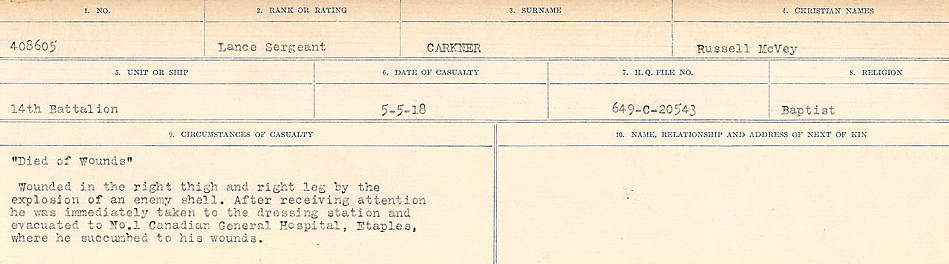 1. NO. 2. RANK OR RATING 3. SURNAME 4. CHRISTIAN NAMES
408605 Lance Sergeant CARKNER Russell McVey
5. UNIT OR SHIP 6. DATE OF CASUALTY 7. H.Q. FILE NO. 8. RELIGION
14th Battalion 5-5-18 649-C-20543 Baptist
9. CIRCUMSTANCES OF CASUALTY 10. NAME, RELATIONSHIP AND ADDRESS OF NEXT OF KIN
"Died of Wounds"
Wounded in the right thigh and right leg by the
explosion of an enemy shell. After receiving attention
he was immediately taken to the dressing station and
evacuated to No.1 Canadian General Hospital, Etaples,
where he succumbed to his wounds.